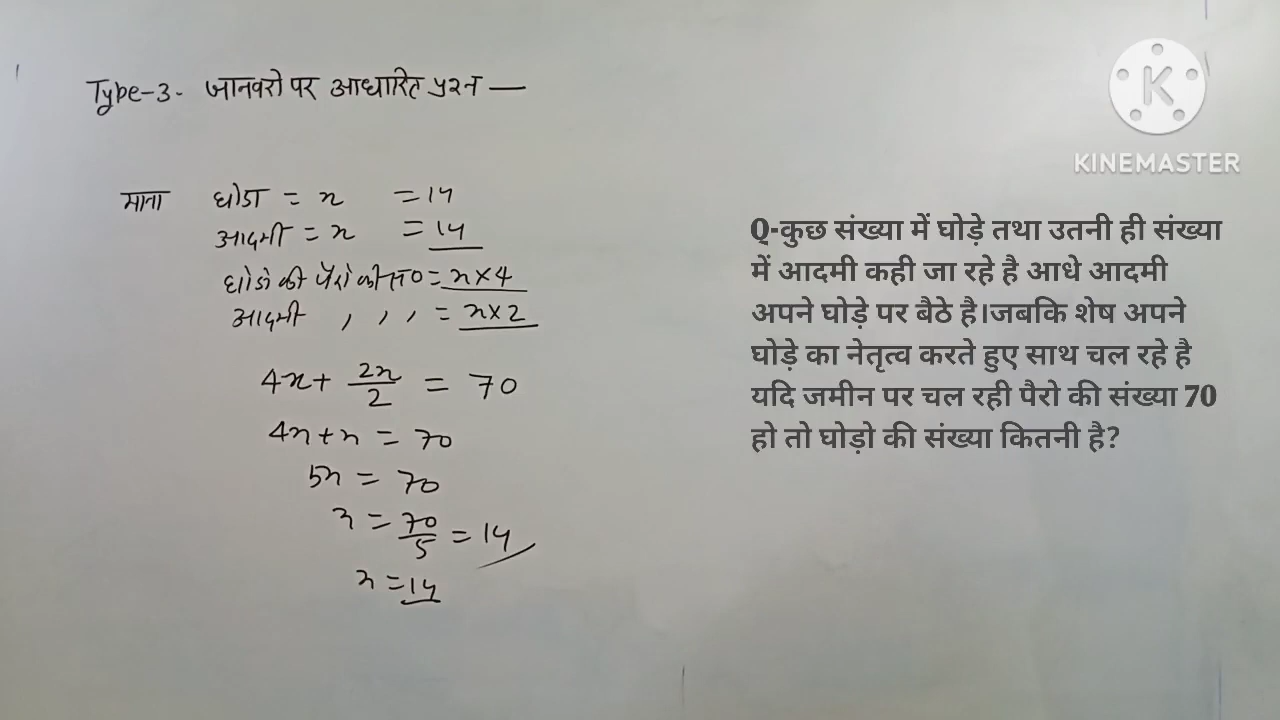 Type-3- जानवरो पर आधारित प्रश्न —
KINEMASTER
माना घोडा = x = 14
आदमी = x = 14
घोडो की पैरो की सं० = x×4
आदमी , , , = x×2
4x + 2x/2 = 70
4x + x = 70
5x = 70
x = 70/5 = 14
x = 14
Q-कुछ संख्या में घोड़े तथा उतनी ही संख्या
में आदमी कही जा रहे है आधे आदमी
अपने घोड़े पर बैठे है।जबकि शेष अपने
घोड़े का नेतृत्व करते हुए साथ चल रहे है
यदि जमीन पर चल रही पैरो की संख्या 70
हो तो घोड़ो की संख्या कितनी है?